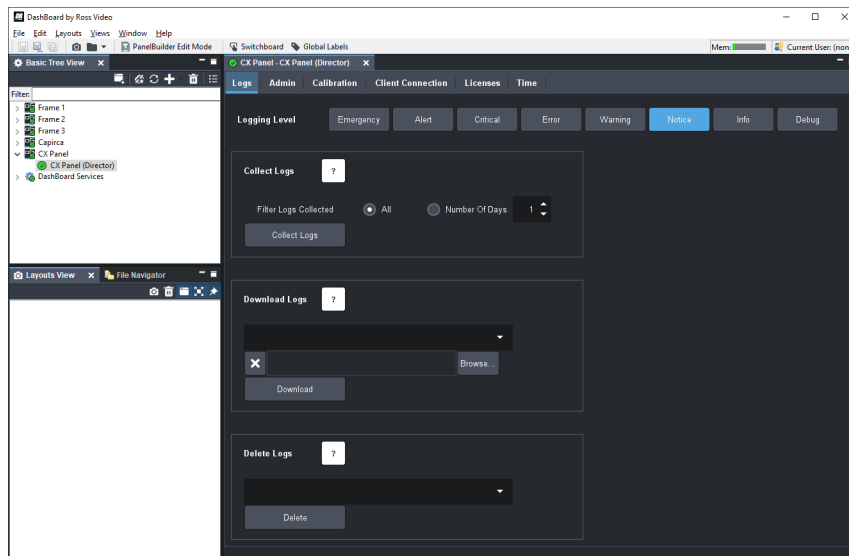 DashBoard by Ross Video
File Edit Layouts Views Window Help
PanelBuilder Edit Mode Switchboard Global Labels Mem: Current User: (non
Basic Tree View
Filter:
Frame 1
Frame 2
Frame 3
Capirca
CX Panel
CX Panel (Director)
DashBoard Services
Layouts View File Navigator
CX Panel - CX Panel (Director)
Logs Admin Calibration Client Connection Licenses Time
Logging Level Emergency Alert Critical Error Warning Notice Info Debug
Collect Logs ?
Filter Logs Collected All Number Of Days 1
Collect Logs
Download Logs ?
Browse...
Download
Delete Logs ?
Delete